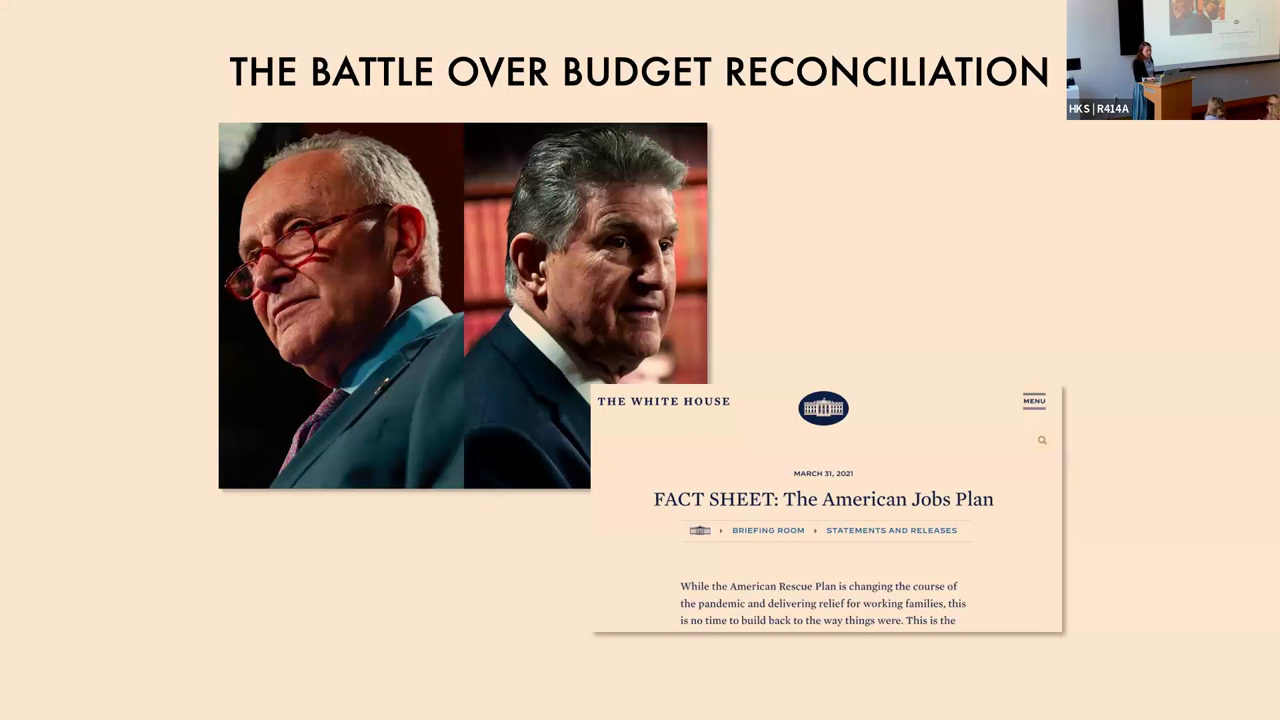 THE BATTLE OVER BUDGET RECONCILIATION
HKS | R414A
THE WHITE HOUSE
MENU
MARCH 31, 2021
FACT SHEET: The American Jobs Plan
BRIEFING ROOM
STATEMENTS AND RELEASES
While the American Rescue Plan is changing the course of
the pandemic and delivering relief for working families, this
is no time to build back to the way things were. This is the